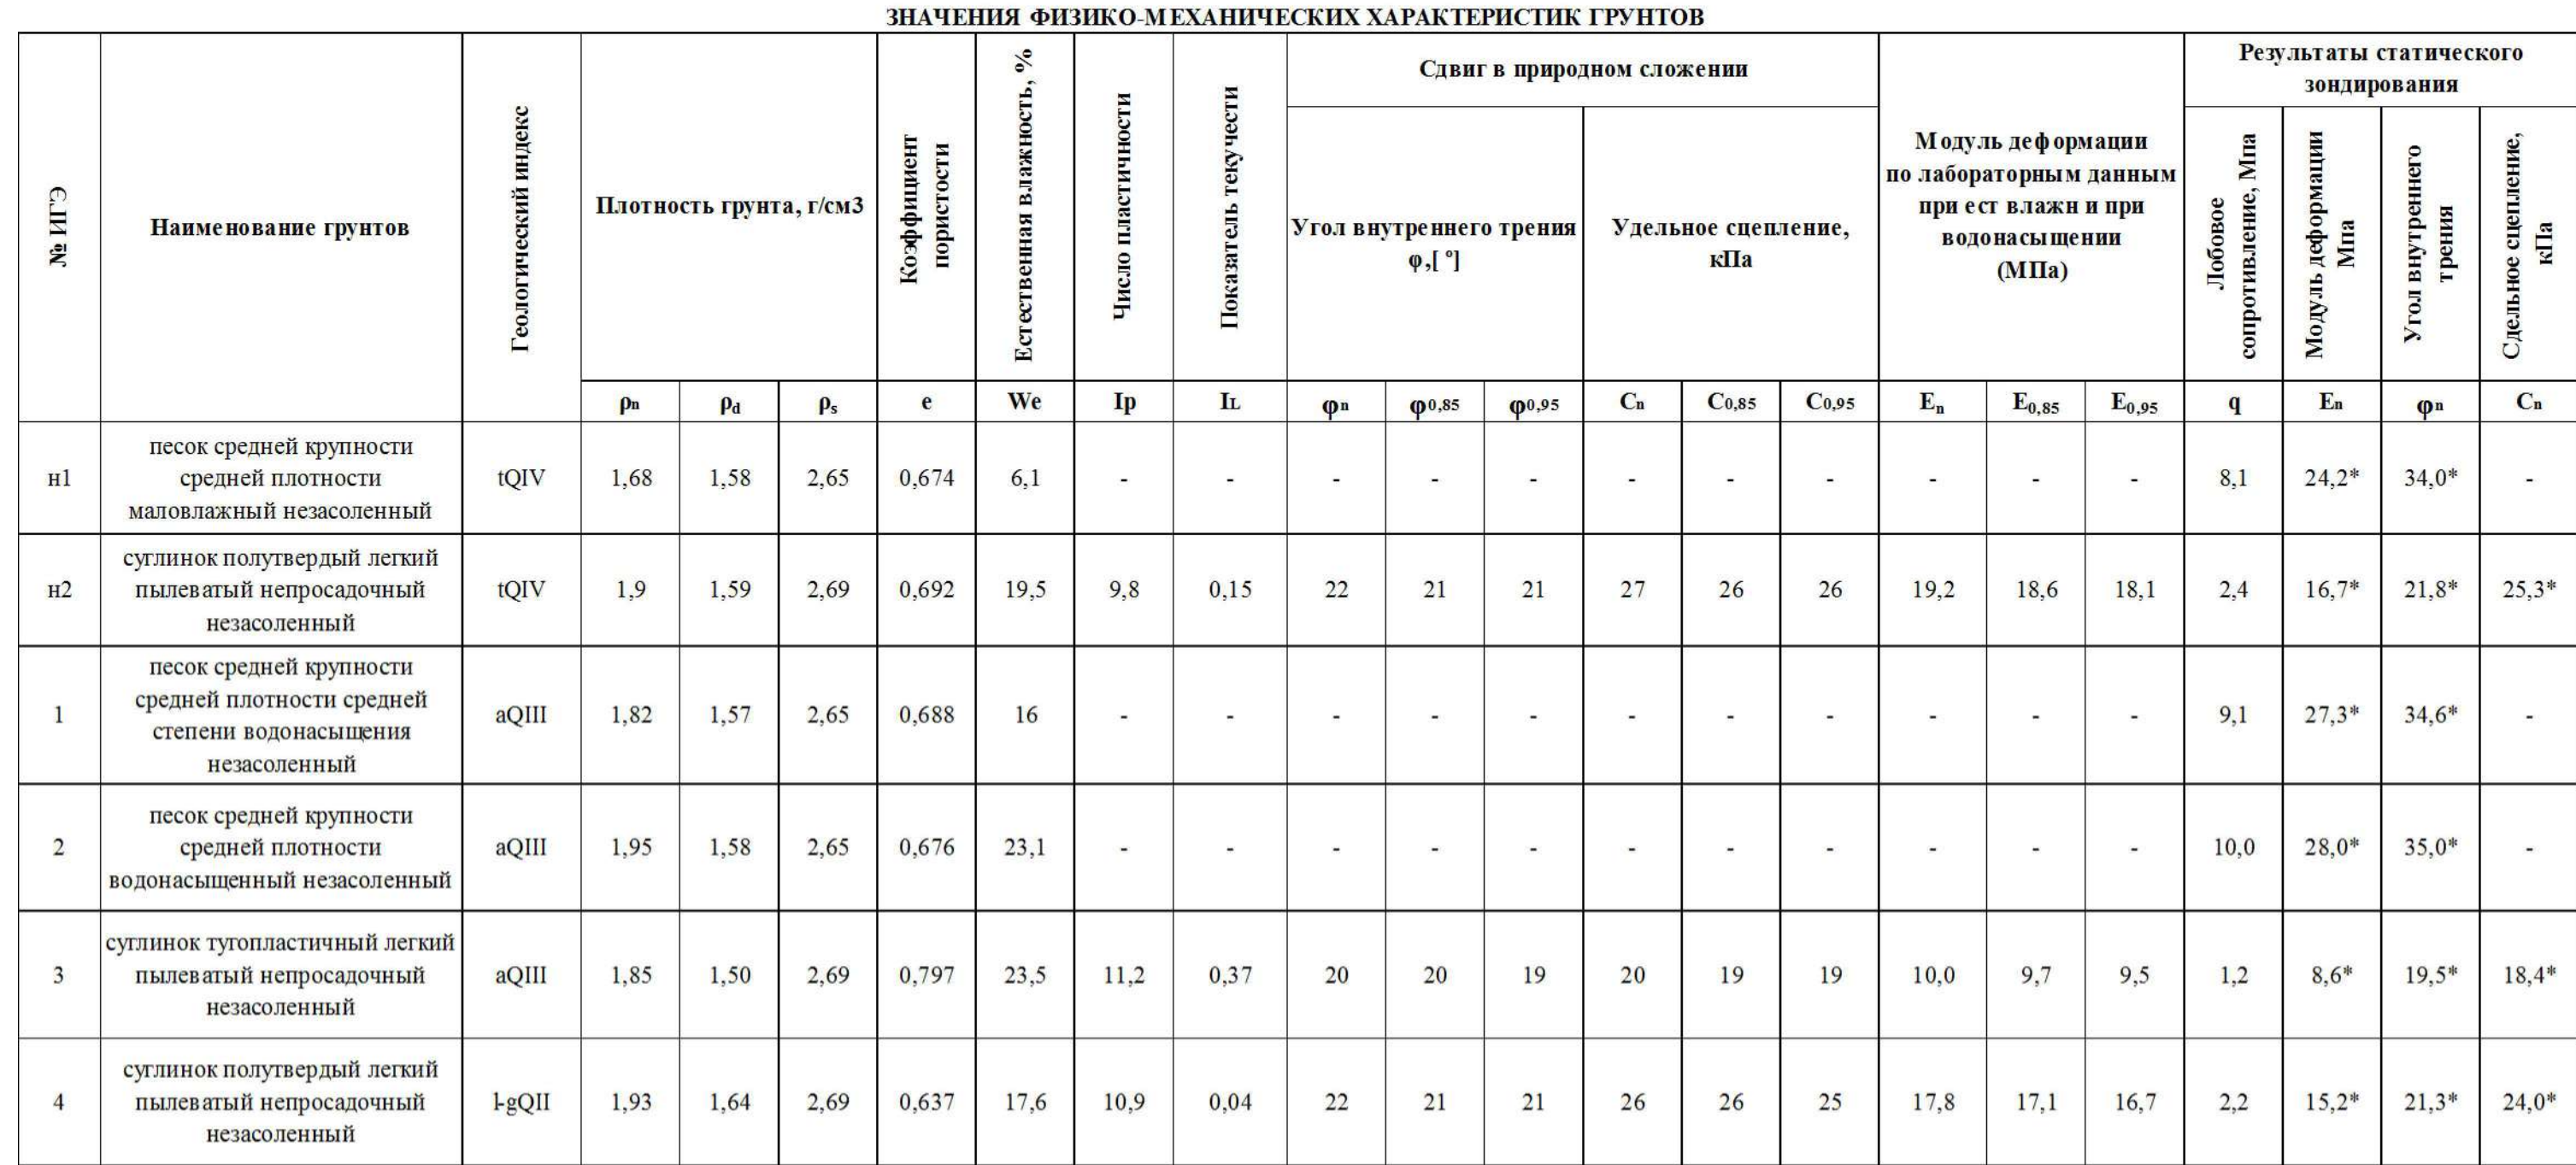 ЗНАЧЕНИЯ ФИЗИКО-МЕХАНИЧЕСКИХ ХАРАКТЕРИСТИК ГРУНТОВ
№ ИГЭ
Наименование грунтов
Геологический индекс
Плотность грунта, г/см3
Коэффициент
пористости
Естественная влажность, %
Число пластичности
Показатель текучести
Сдвиг в природном сложении
Угол внутреннего трения
φ,[ º]
Удельное сцепление,
кПа
Модуль деформации
по лабораторным данным
при ест влажн и при
водонасыщении
(МПа)
Результаты статического
зондирования
Лобовое
сопротивление, Мпа
Модуль деформации
Мпа
Угол внутреннего
трения
Сдельное сцепление,
кПа
ρn ρd ρs e We Ip IL φn φ0,85 φ0,95 Cn C0,85 C0,95 En E0,85 E0,95 q En φn Cn
песок средней крупности
н1 средней плотности tQIV 1,68 1,58 2,65 0,674 6,1 - - - - - - - - - - - 8,1 24,2* 34,0* -
маловлажный незасоленный
суглинок полутвердый легкий
н2 пылеватый непросадочный tQIV 1,9 1,59 2,69 0,692 19,5 9,8 0,15 22 21 21 27 26 26 19,2 18,6 18,1 2,4 16,7* 21,8* 25,3*
незасоленный
песок средней крупности
средней плотности средней
1 степени водонасыщения aQIII 1,82 1,57 2,65 0,688 16 - - - - - - - - - - - 9,1 27,3* 34,6* -
незасоленный
песок средней крупности
2 средней плотности aQIII 1,95 1,58 2,65 0,676 23,1 - - - - - - - - - - - 10,0 28,0* 35,0* -
водонасыщенный незасоленный
суглинок тугопластичный легкий
3 пылеватый непросадочный aQIII 1,85 1,50 2,69 0,797 23,5 11,2 0,37 20 20 19 20 19 19 10,0 9,7 9,5 1,2 8,6* 19,5* 18,4*
незасоленный
суглинок полутвердый легкий
4 пылеватый непросадочный l-gQII 1,93 1,64 2,69 0,637 17,6 10,9 0,04 22 21 21 26 26 25 17,8 17,1 16,7 2,2 15,2* 21,3* 24,0*
незасоленный